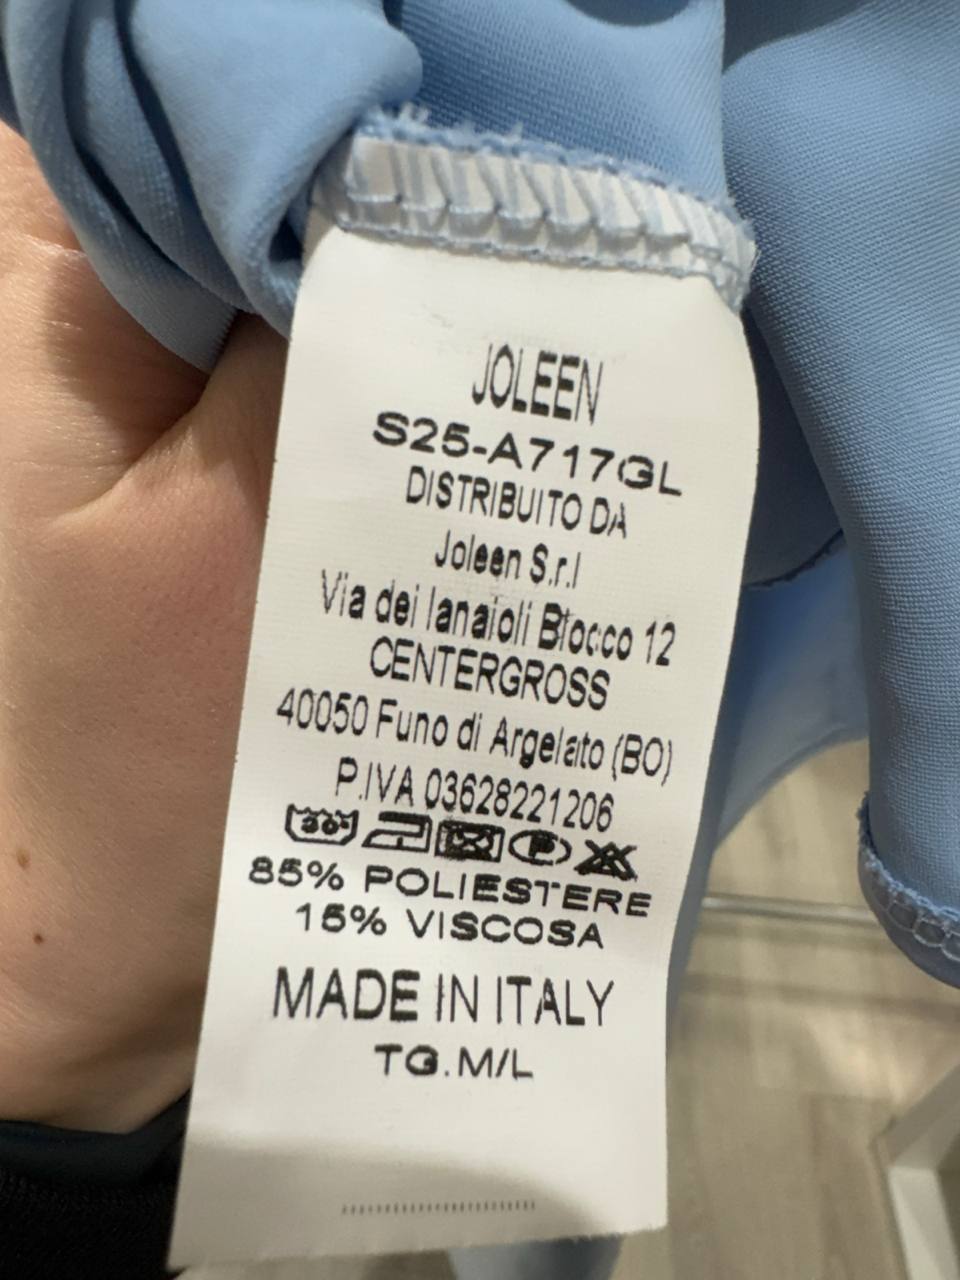 JOLEEN
S25-A717GL
DISTRIBUITO DA
Joleen S.r.l
Via dei lanaioli Blocco 12
CENTERGROSS
40050 Funo di Argelato (BO)
P.IVA 03628221206
30° P
85% POLIESTERE
15% VISCOSA
MADE IN ITALY
TG.M/L